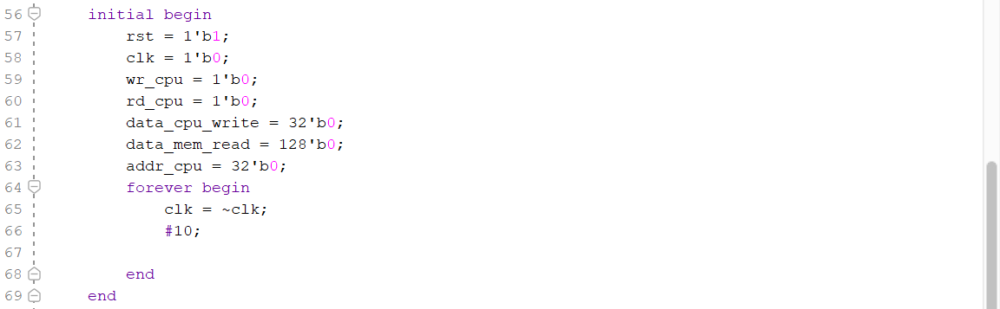 56 initial begin
57 rst = 1'b1;
58 clk = 1'b0;
59 wr_cpu = 1'b0;
60 rd_cpu = 1'b0;
61 data_cpu_write = 32'b0;
62 data_mem_read = 128'b0;
63 addr_cpu = 32'b0;
64 forever begin
65 clk = ~clk;
66 #10;
67
68 end
69 end